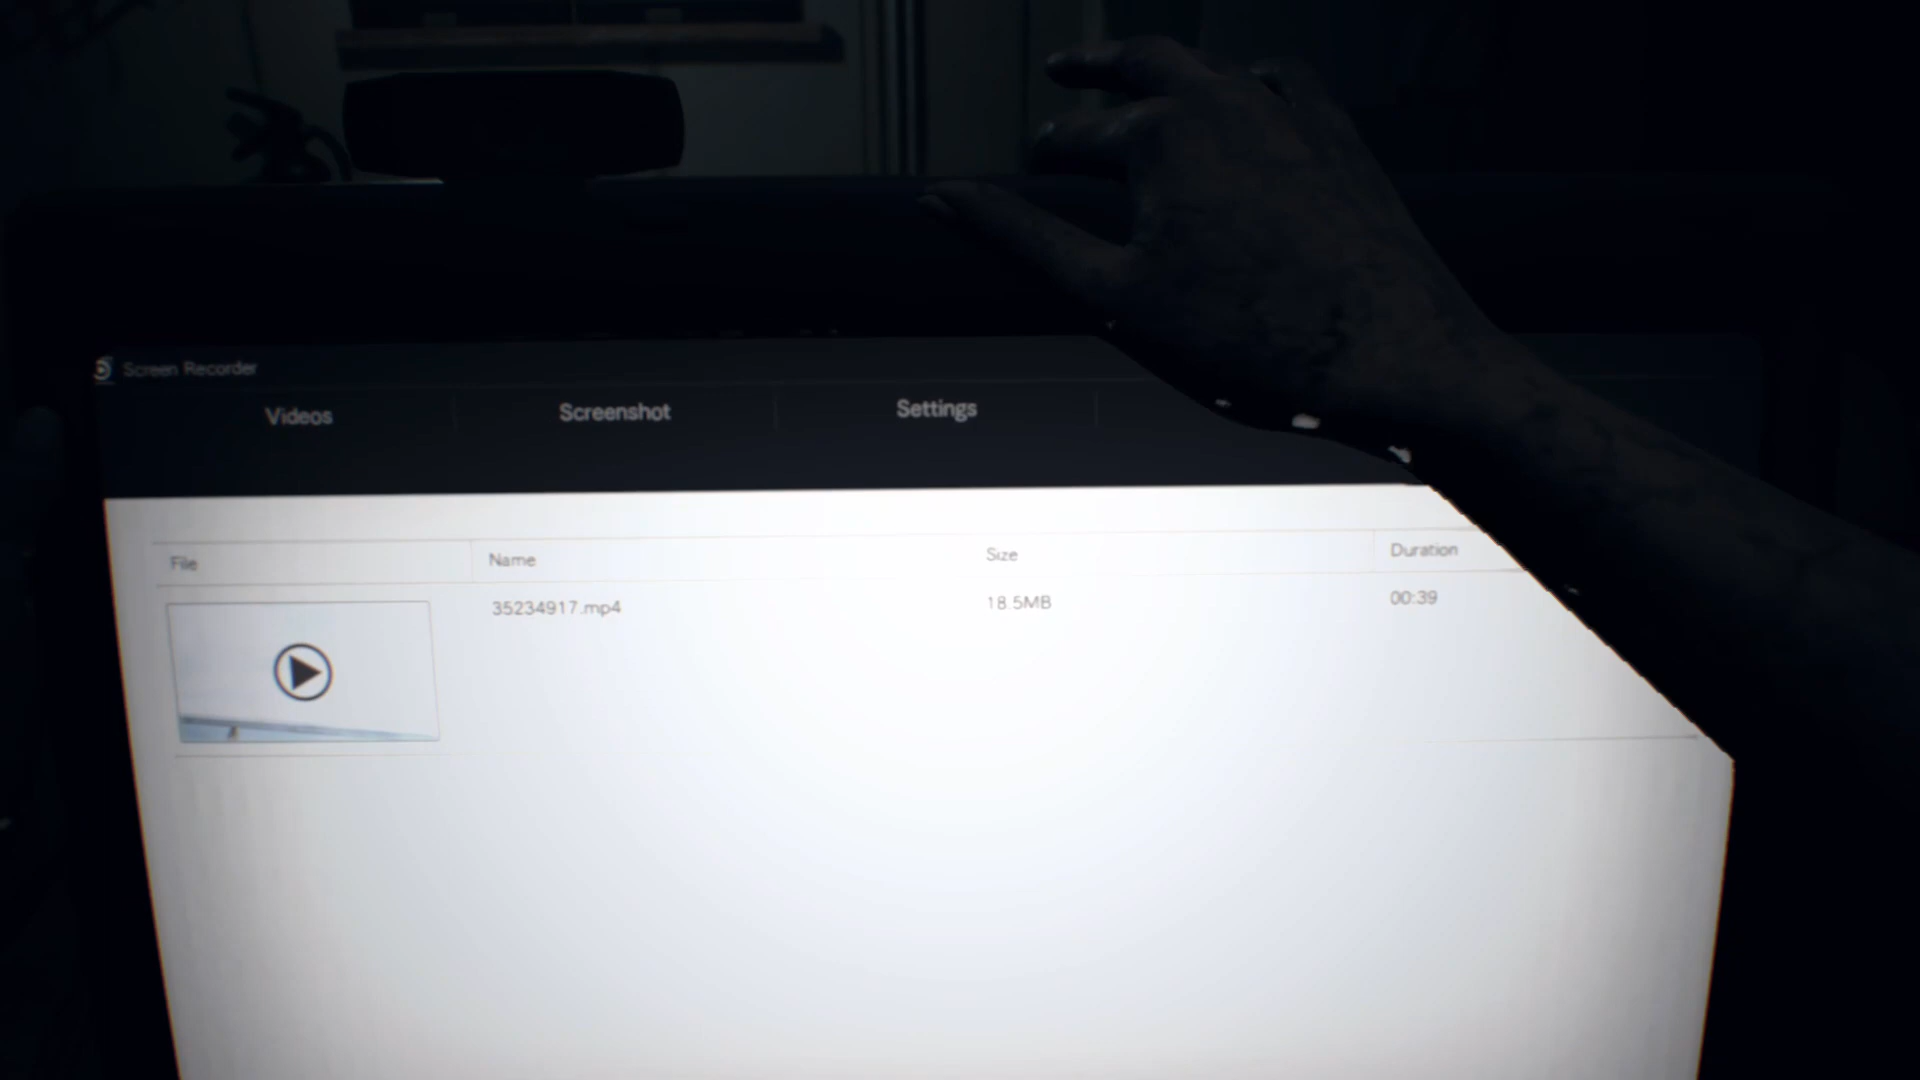 Screen Recorder
Videos Screenshot Settings
File Name Size Duration
35234917.mp4 18.5MB 00:39